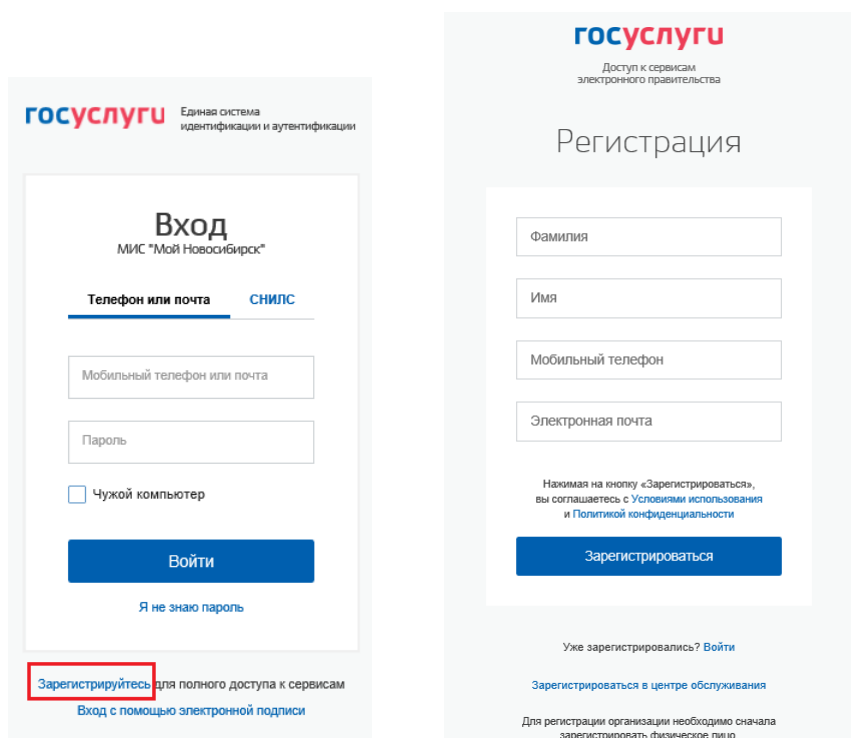 госуслуги
Единая система
идентификации и аутентификации
Вход
МИС "Мой Новосибирск"
Телефон или почта
СНИЛС
Мобильный телефон или почта
Пароль
Чужой компьютер
Войти
Я не знаю пароль
Зарегистрируйтесь для полного доступа к сервисам
Вход с помощью электронной подписи
госуслуги
Доступ к сервисам
электронного правительства
Регистрация
Фамилия
Имя
Мобильный телефон
Электронная почта
Нажимая на кнопку «Зарегистрироваться»,
вы соглашаетесь с Условиями использования
и Политикой конфиденциальности
Зарегистрироваться
Уже зарегистрировались? Войти
Зарегистрироваться в центре обслуживания
Для регистрации организации необходимо сначала
зарегистрировать физическое лицо